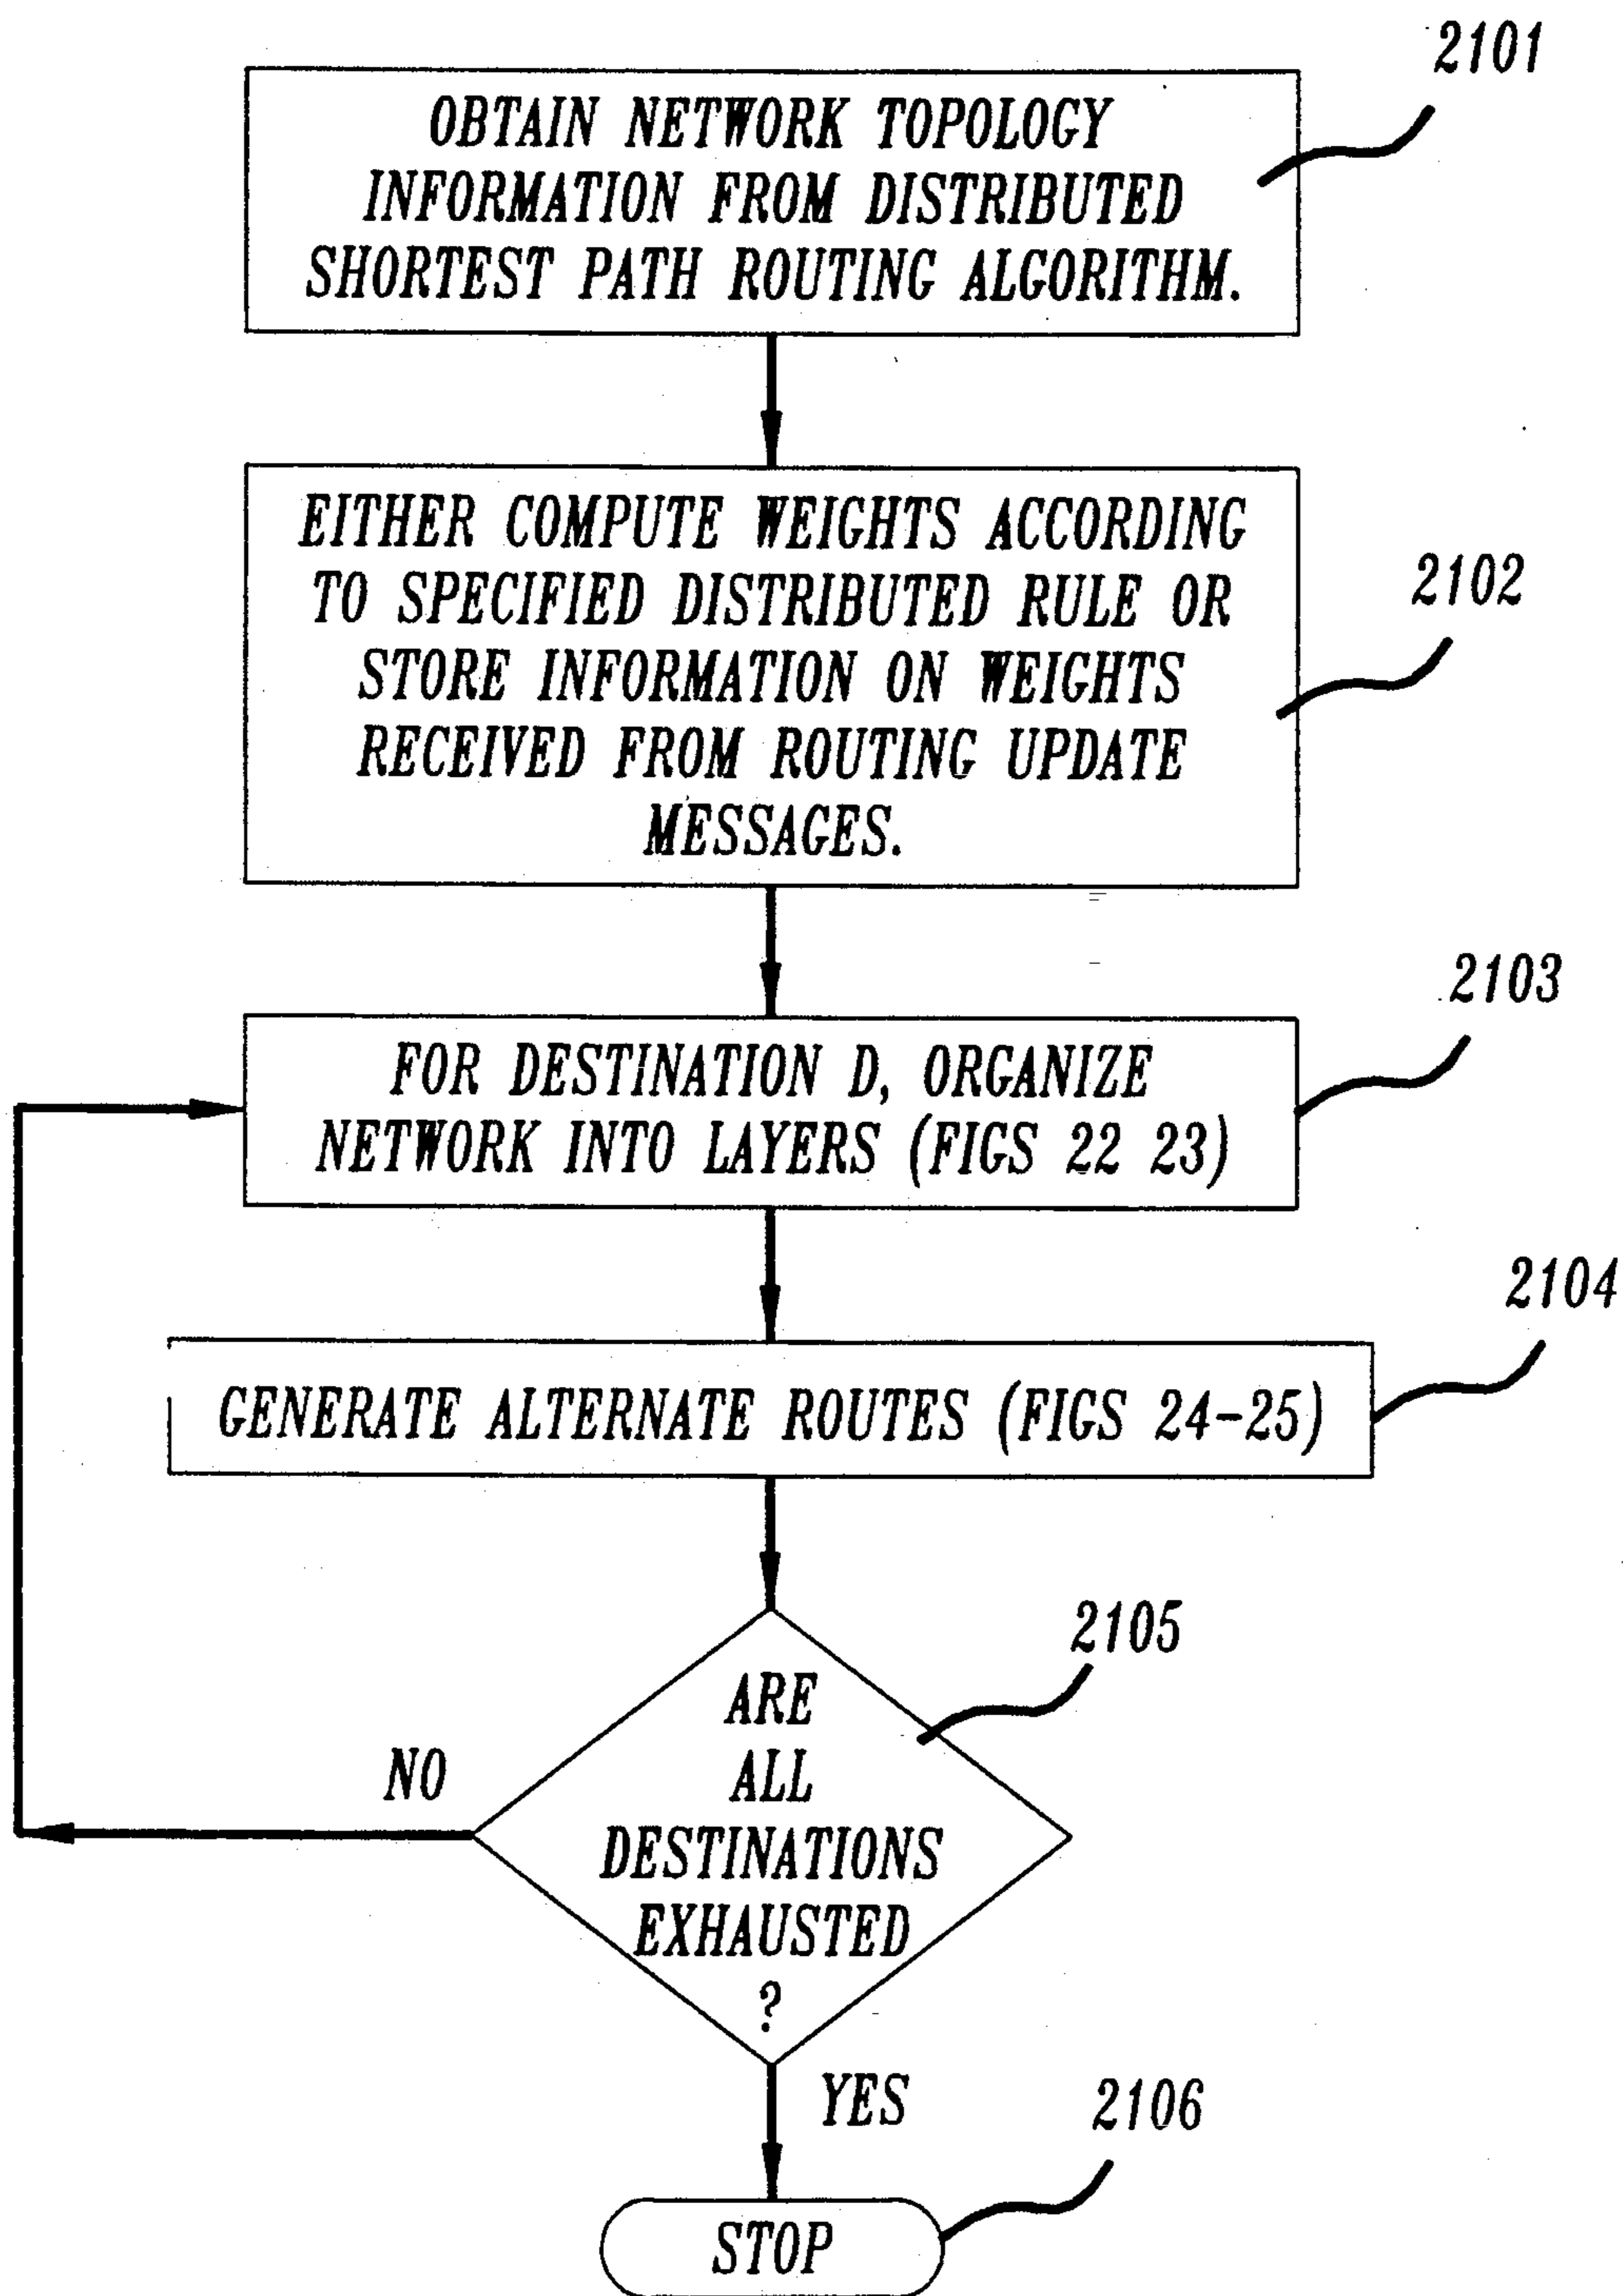 2101
OBTAIN NETWORK TOPOLOGY
INFORMATION FROM DISTRIBUTED
SHORTEST PATH ROUTING ALGORITHM.
EITHER COMPUTE WEIGHTS ACCORDING
TO SPECIFIED DISTRIBUTED RULE OR
STORE INFORMATION ON WEIGHTS
RECEIVED FROM ROUTING UPDATE
MESSAGES.
2102
2103
FOR DESTINATION D, ORGANIZE
NETWORK INTO LAYERS (FIGS 22 23)
2104
GENERATE ALTERNATE ROUTES (FIGS 24-25)
2105
ARE
ALL
DESTINATIONS
EXHAUSTED
?
NO
YES
2106
STOP